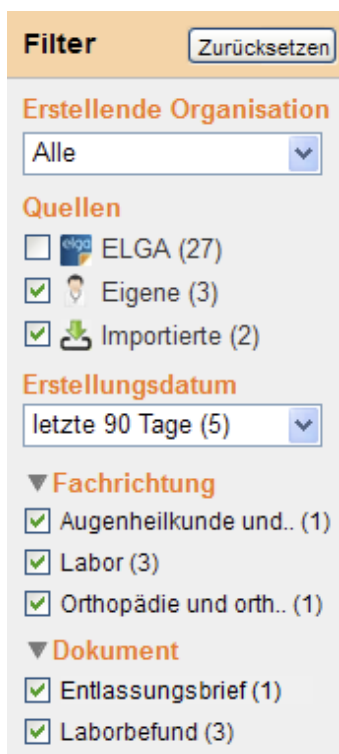 Filter
Zurücksetzen
Erstellende Organisation
Alle
Quellen
elga ELGA (27)
Eigene (3)
Importierte (2)
Erstellungsdatum
letzte 90 Tage (5)
Fachrichtung
Augenheilkunde und.. (1)
Labor (3)
Orthopädie und orth.. (1)
Dokument
Entlassungsbrief (1)
Laborbefund (3)